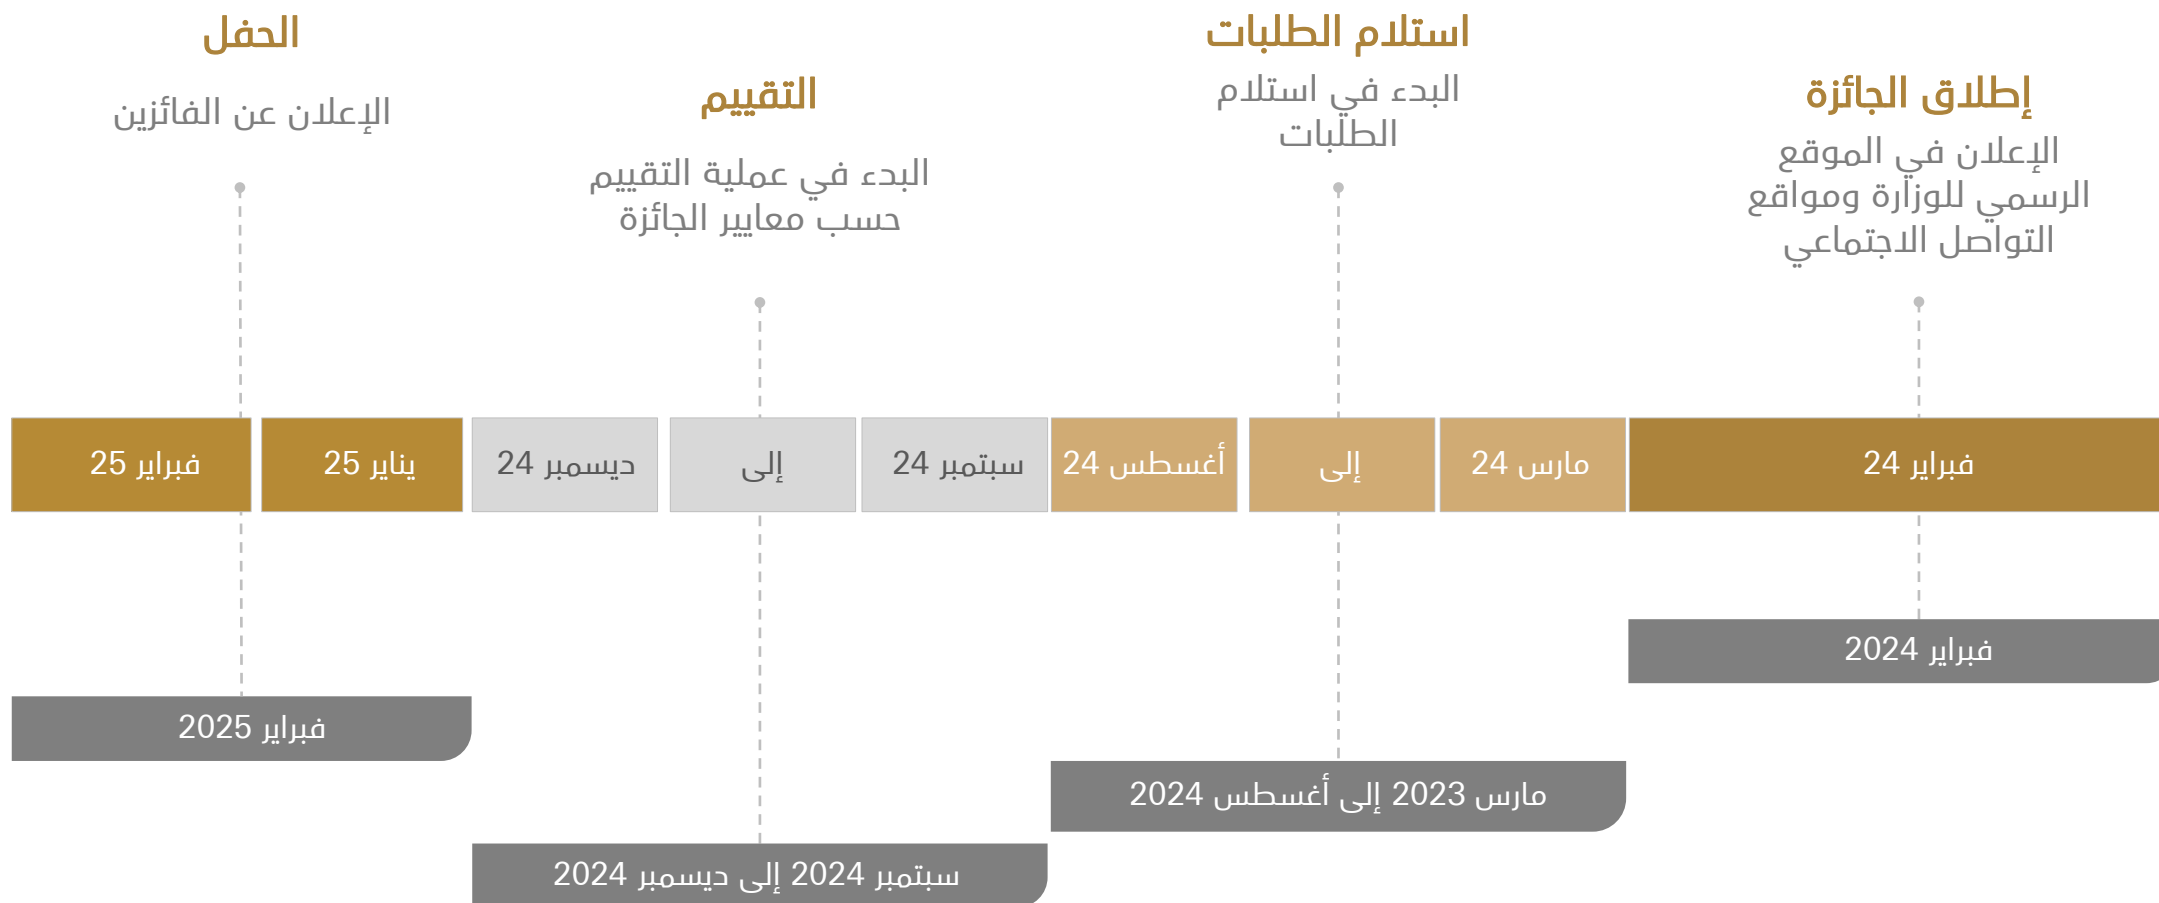 إطلاق الجائزة
الإعلان في الموقع
الرسمي للوزارة ومواقع
التواصل الاجتماعي
استلام الطلبات
البدء في استلام
الطلبات
التقييم
البدء في عملية التقييم
حسب معايير الجائزة
الحفل
الإعلان عن الفائزين
فبراير 24
مارس 24
إلى
أغسطس 24
سبتمبر 24
إلى
ديسمبر 24
يناير 25
فبراير 25
فبراير 2024
مارس 2023 إلى أغسطس 2024
سبتمبر 2024 إلى ديسمبر 2024
فبراير 2025